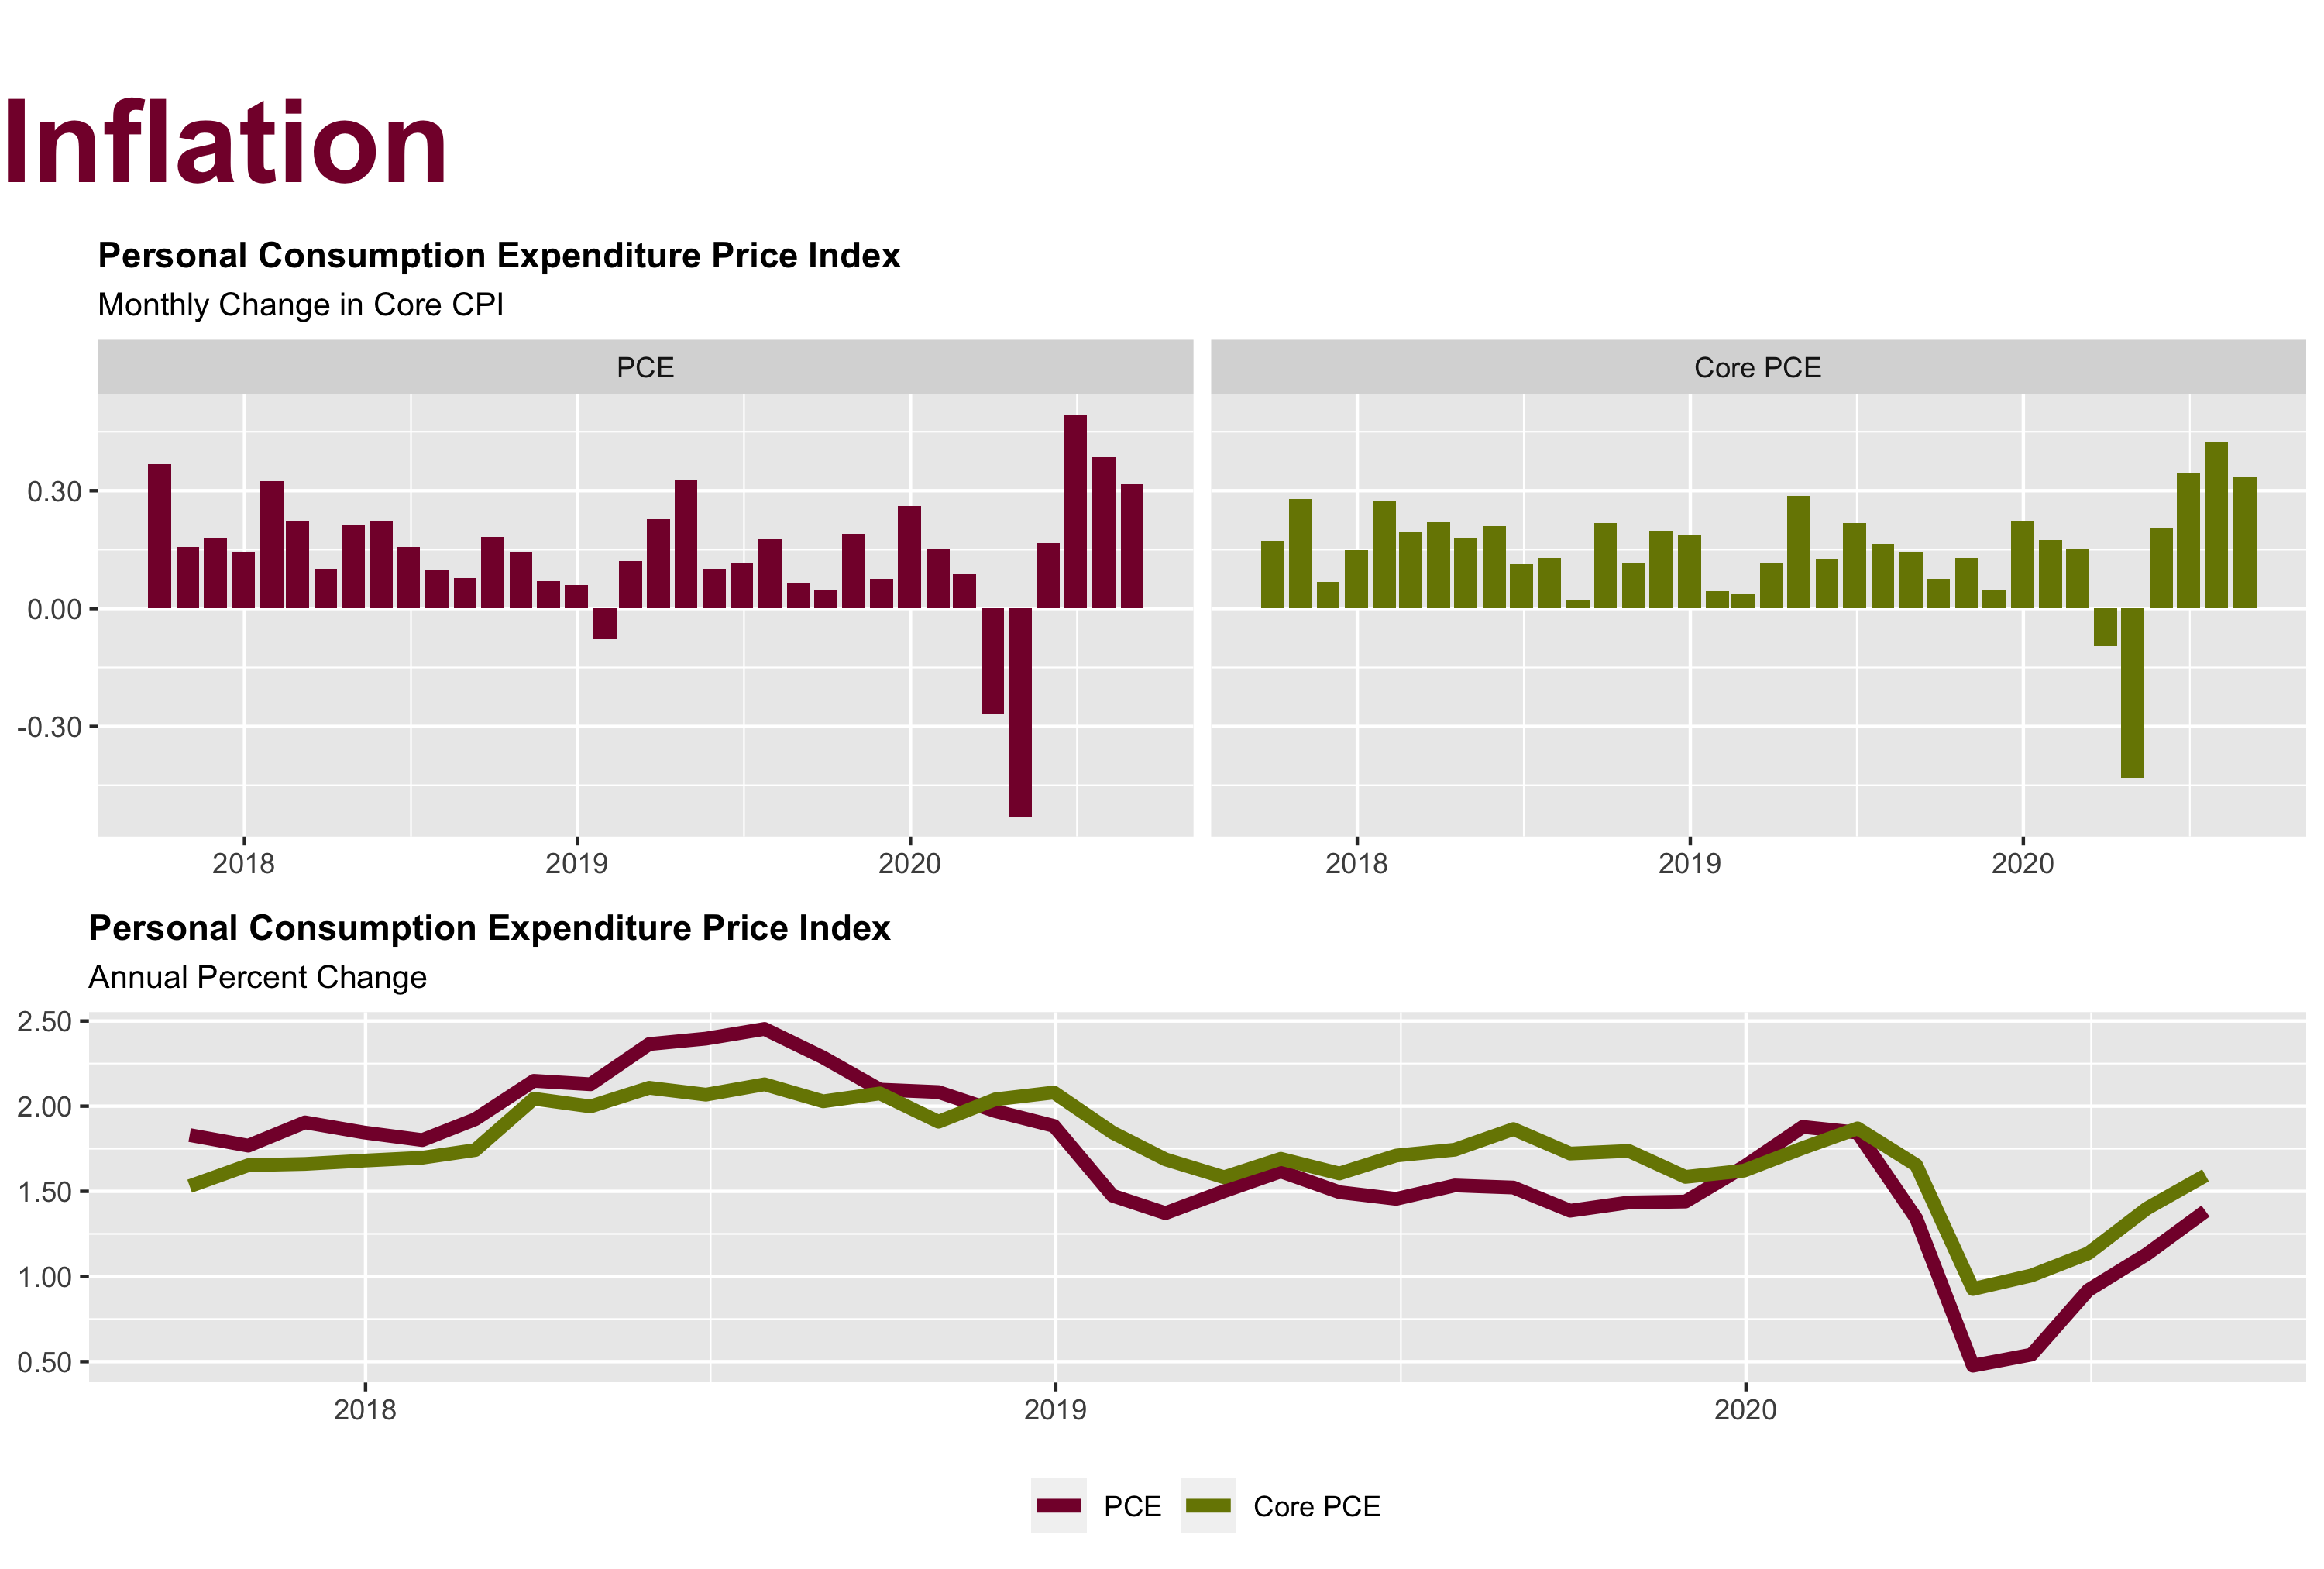 Inflation
Personal Consumption Expenditure Price Index
Monthly Change in Core CPI
PCE
Core PCE
0.30
0.00
-0.30
2018
2019
2020
2018
2019
2020
Personal Consumption Expenditure Price Index
Annual Percent Change
2.50
2.00
1.50
1.00
0.50
2018
2019
2020
PCE
Core PCE